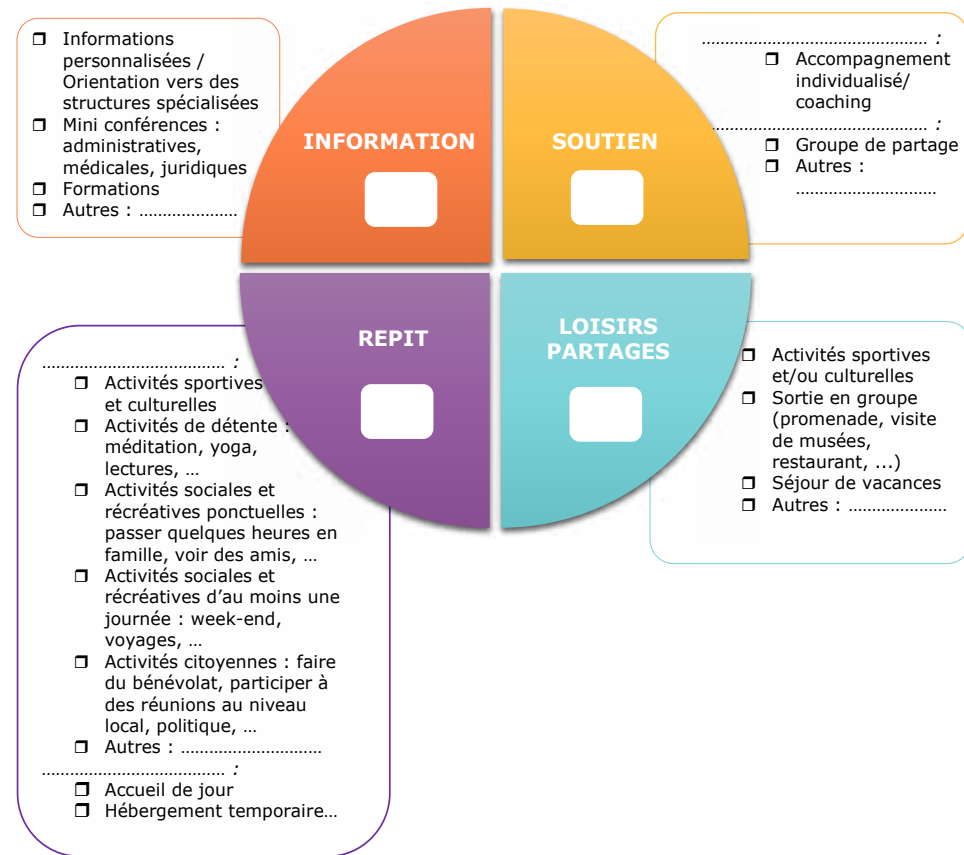 ❒ Informations
personnalisées /
Orientation vers des
structures spécialisées
❒ Mini conférences :
administratives,
médicales, juridiques
❒ Formations
❒ Autres : .....................
INFORMATION
SOUTIEN
................................................ :
❒ Accompagnement
individualisé/
coaching
................................................ :
❒ Groupe de partage
❒ Autres :
..............................
REPIT
LOISIRS
PARTAGES
....................................... :
❒ Activités sportives
et culturelles
❒ Activités de détente :
méditation, yoga,
lectures, …
❒ Activités sociales et
récréatives ponctuelles :
passer quelques heures en
famille, voir des amis, …
❒ Activités sociales et
récréatives d’au moins une
journée : week-end,
voyages, …
❒ Activités citoyennes : faire
du bénévolat, participer à
des réunions au niveau
local, politique, …
❒ Autres : ..............................
....................................... :
❒ Accueil de jour
❒ Hébergement temporaire…
❒ Activités sportives
et/ou culturelles
❒ Sortie en groupe
(promenade, visite
de musées,
restaurant, ...)
❒ Séjour de vacances
❒ Autres : .....................